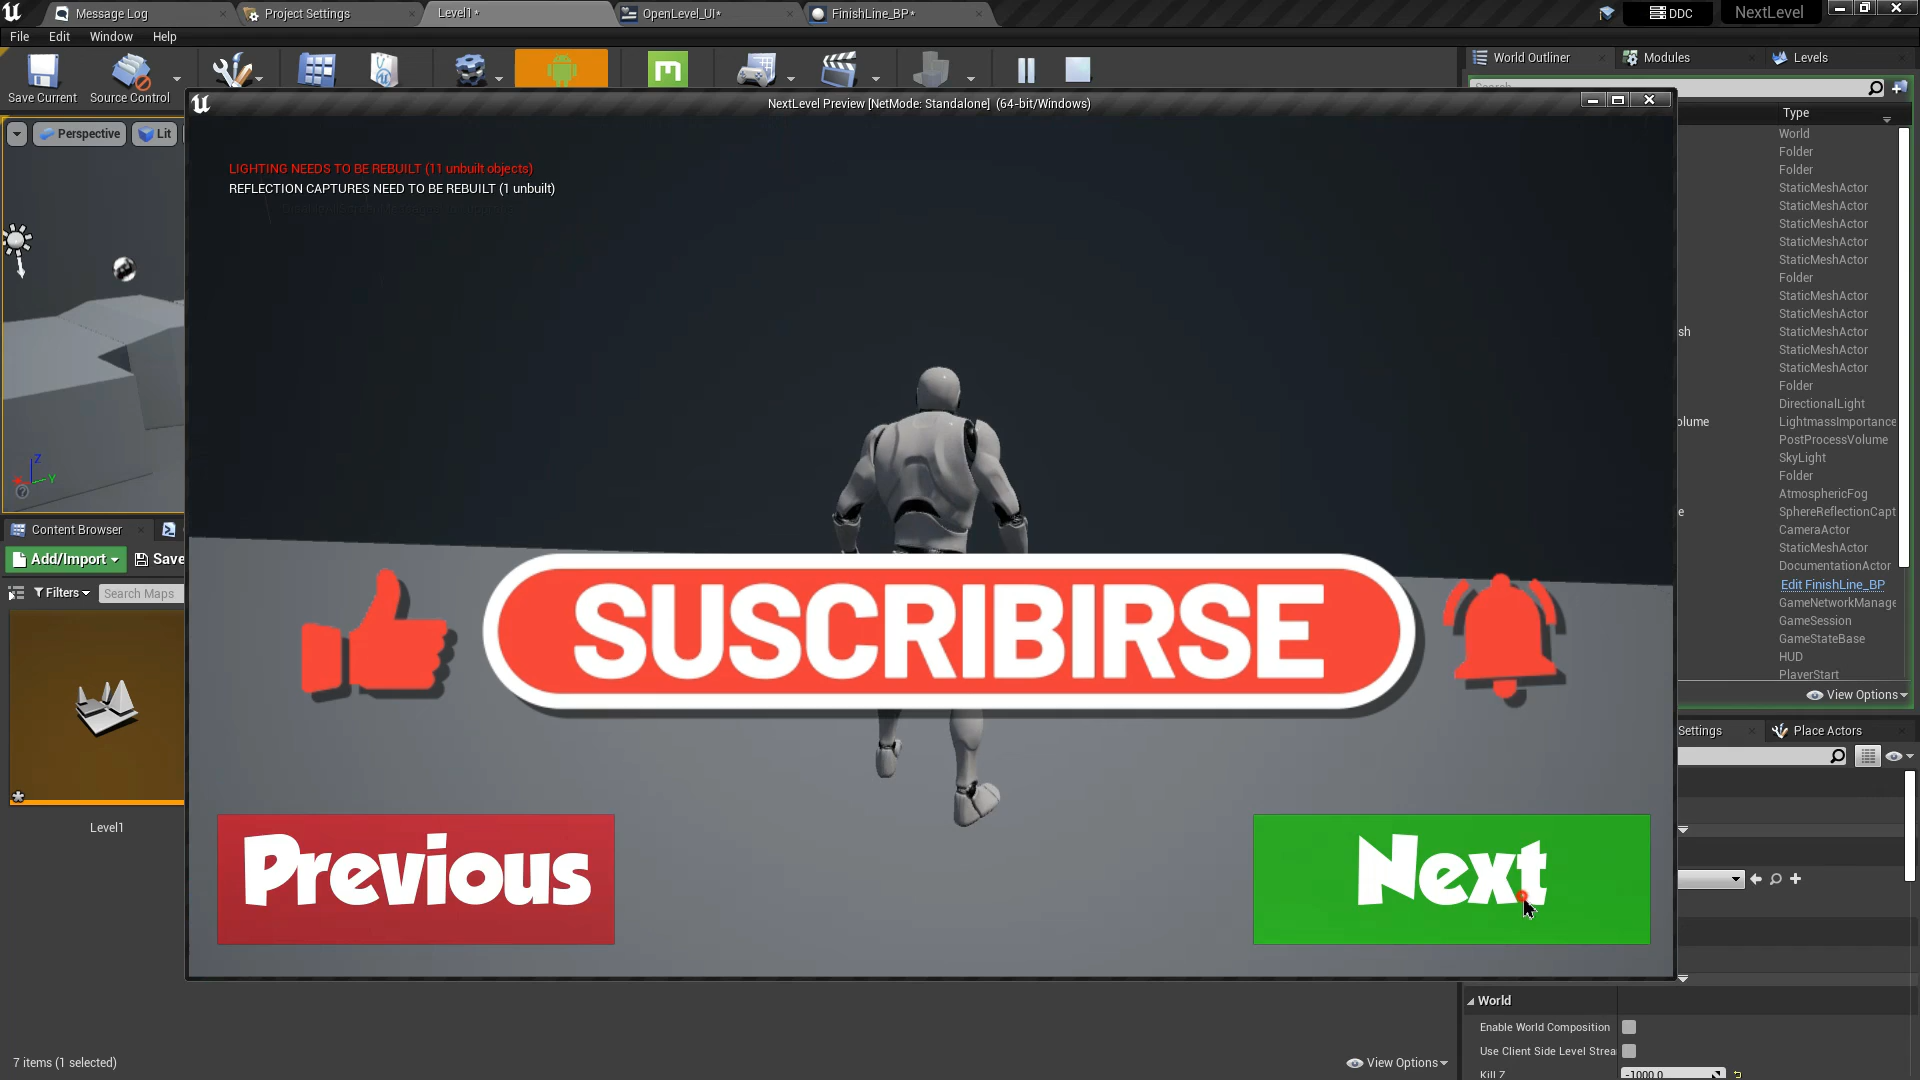 Message Log
Project Settings
Level1*
OpenLevel_UI*
FinishLine_BP*
DDC
NextLevel
File
Edit
Window
Help
Save Current
Source Control
World Outliner
Modules
Levels
NextLevel Preview [NetMode: Standalone] (64-bit/Windows)
Type
Perspective
Lit
LIGHTING NEEDS TO BE REBUILT (11 unbuilt objects)
REFLECTION CAPTURES NEED TO BE REBUILT (1 unbuilt)
World
Folder
Folder
StaticMeshActor
StaticMeshActor
StaticMeshActor
StaticMeshActor
StaticMeshActor
Folder
StaticMeshActor
StaticMeshActor
sh
StaticMeshActor
StaticMeshActor
StaticMeshActor
Folder
DirectionalLight
olume
LightmassImportance
PostProcessVolume
SkyLight
Folder
AtmosphericFog
e
SphereReflectionCapt
CameraActor
StaticMeshActor
DocumentationActor
Edit FinishLine_BP
GameNetworkManage
GameSession
GameStateBase
HUD
PlayerStart
View Options
Z
Y
Content Browser
Add/Import
Save
Filters
Search Maps
SUSCRIBIRSE
Settings
Place Actors
Level1
Previous
Next
World
Enable World Composition
Use Client Side Level Strea
Kill Z
-1000.0
7 items (1 selected)
View Options